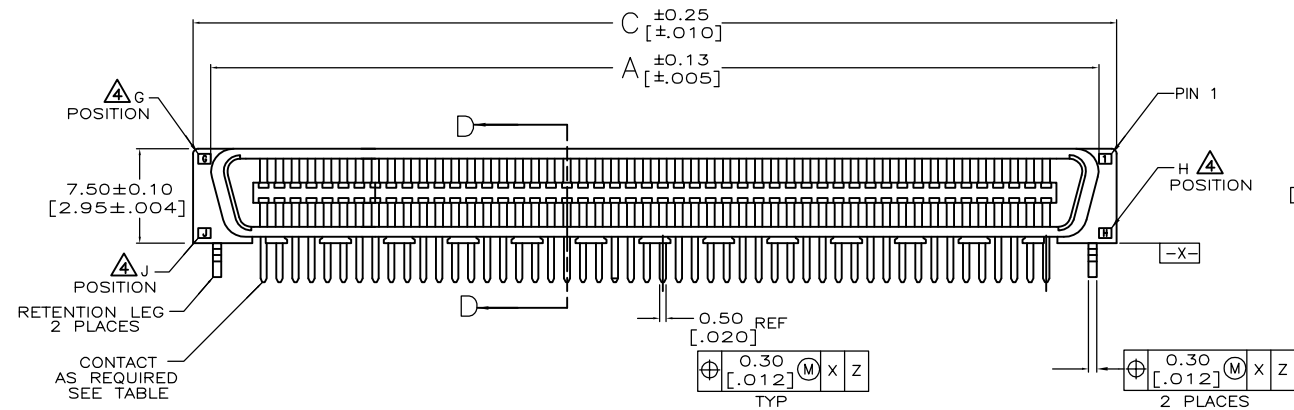 C ±0.25
[±.010]
A ±0.13
[±.005]
4 G
POSITION
PIN 1
D
G
1
7.50±0.10
[2.95±.004]
H 4
POSITION
J
H
4 J
POSITION
-X-
RETENTION LEG
2 PLACES
D
0.50 REF
[.020]
CONTACT
AS REQUIRED
SEE TABLE
⌖ 0.30 [.012] Ⓜ X Z
TYP
⌖ 0.30 [.012] Ⓜ X Z
2 PLACES
[